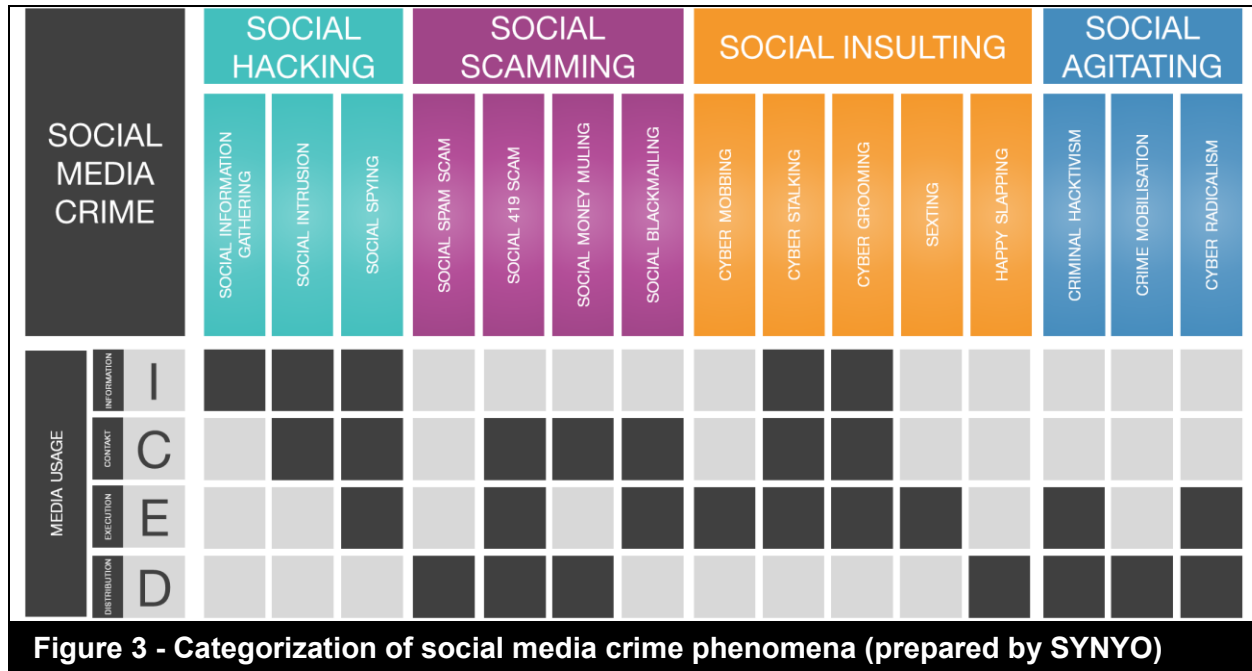 SOCIAL
MEDIA
CRIME
SOCIAL
HACKING
SOCIAL
SCAMMING
SOCIAL INSULTING
SOCIAL
AGITATING
SOCIAL INFORMATION
GATHERING
SOCIAL INTRUSION
SOCIAL SPYING
SOCIAL SPAM SCAM
SOCIAL 419 SCAM
SOCIAL MONEY MULING
SOCIAL BLACKMAILING
CYBER MOBBING
CYBER STALKING
CYBER GROOMING
SEXTING
HAPPY SLAPPING
CRIMINAL HACKTIVISM
CRIME MOBILISATION
CYBER RADICALISM
MEDIA USAGE
INFORMATION
I
CONTAKT
C
EXECUTION
E
DISTRIBUTION
D
Figure 3 - Categorization of social media crime phenomena (prepared by SYNYO)